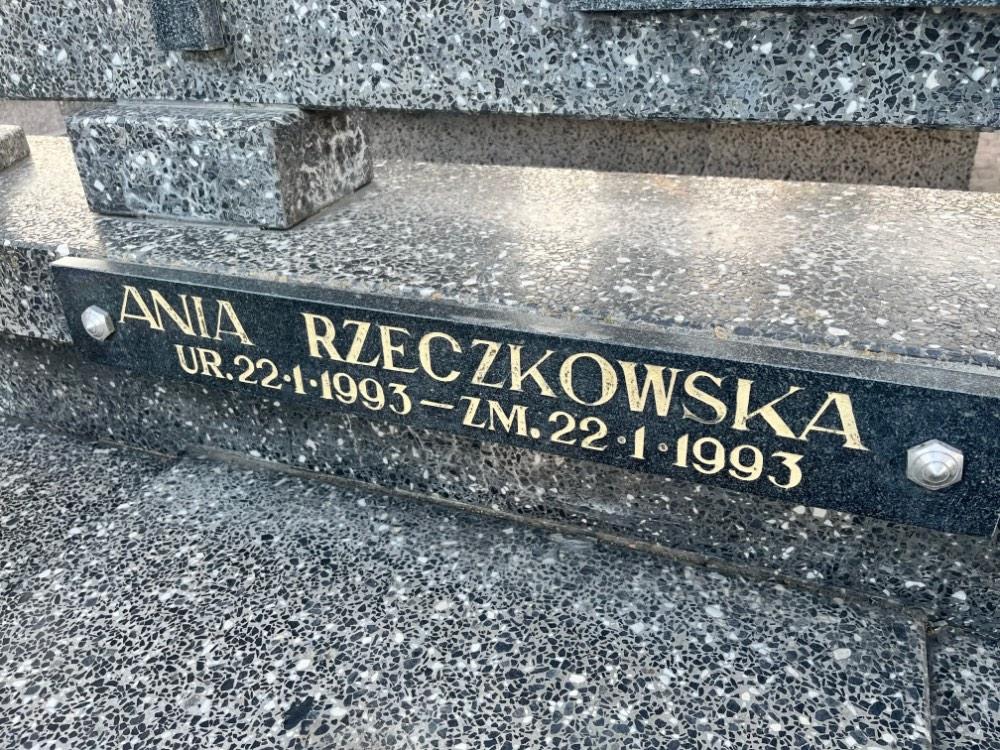 ANIA RZECZKOWSKA
UR. 22·1·1993 – ZM. 22·1·1993